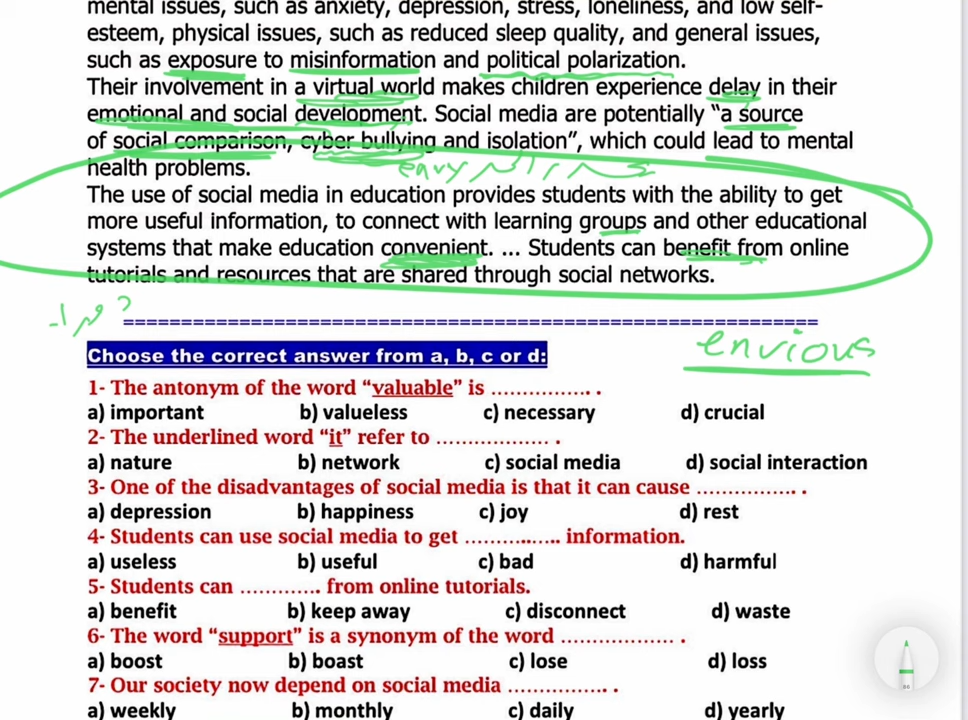 mental issues, such as anxiety, depression, stress, loneliness, and low self-
esteem, physical issues, such as reduced sleep quality, and general issues,
such as exposure to misinformation and political polarization.
Their involvement in a virtual world makes children experience delay in their
emotional and social development. Social media are potentially “a source
of social comparison, cyber bullying and isolation”, which could lead to mental
health problems.
eavy
The use of social media in education provides students with the ability to get
more useful information, to connect with learning groups and other educational
systems that make education convenient. ... Students can benefit from online
tutorials and resources that are shared through social networks.
==========================================================
envious
Choose the correct answer from a, b, c or d:
1- The antonym of the word “valuable” is ................ .
a) important b) valueless c) necessary d) crucial
2- The underlined word “it” refer to .................. .
a) nature b) network c) social media d) social interaction
3- One of the disadvantages of social media is that it can cause ................ .
a) depression b) happiness c) joy d) rest
4- Students can use social media to get ................ information.
a) useless b) useful c) bad d) harmful
5- Students can ............. from online tutorials.
a) benefit b) keep away c) disconnect d) waste
6- The word “support” is a synonym of the word ................... .
a) boost b) boast c) lose d) loss
7- Our society now depend on social media ................ .
a) weekly b) monthly c) daily d) yearly